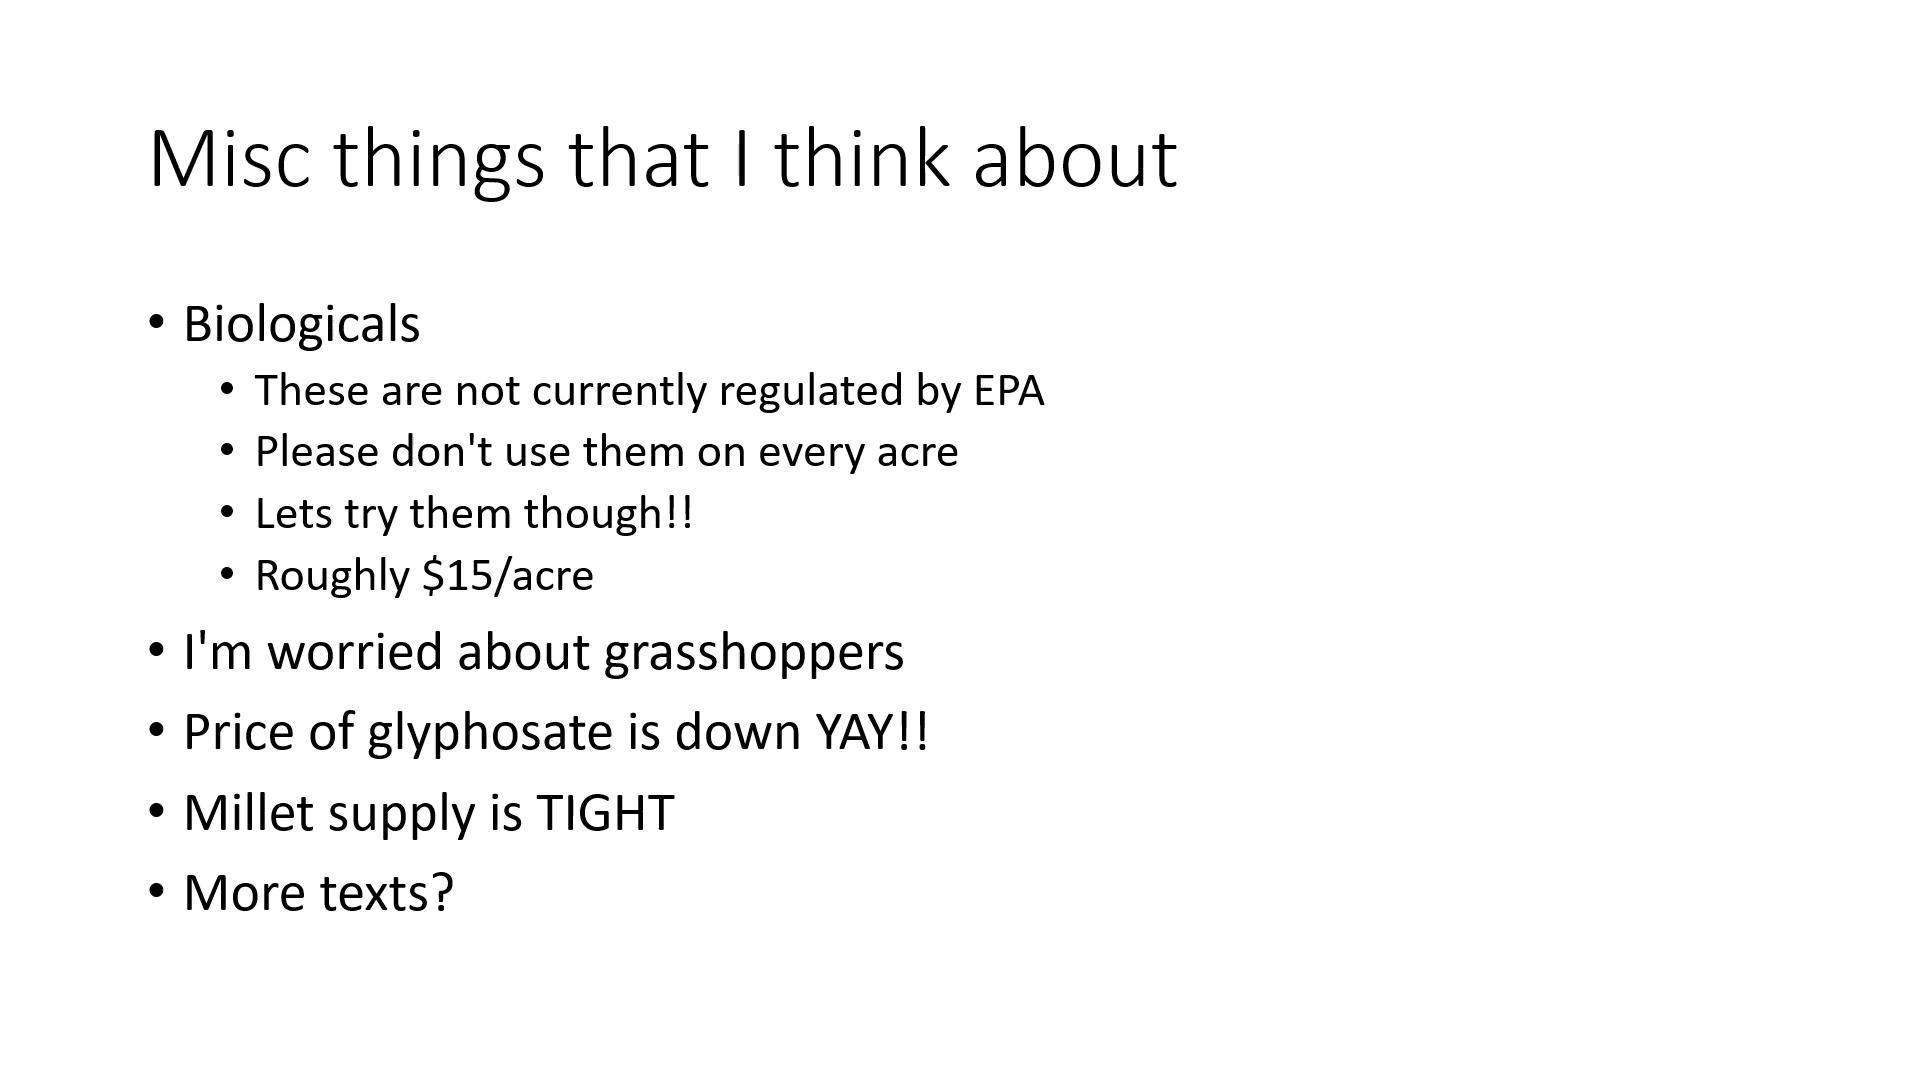 Misc things that I think about
• Biologicals
• These are not currently regulated by EPA
• Please don't use them on every acre
• Lets try them though!!
• Roughly $15/acre
• I'm worried about grasshoppers
• Price of glyphosate is down YAY!!
• Millet supply is TIGHT
• More texts?